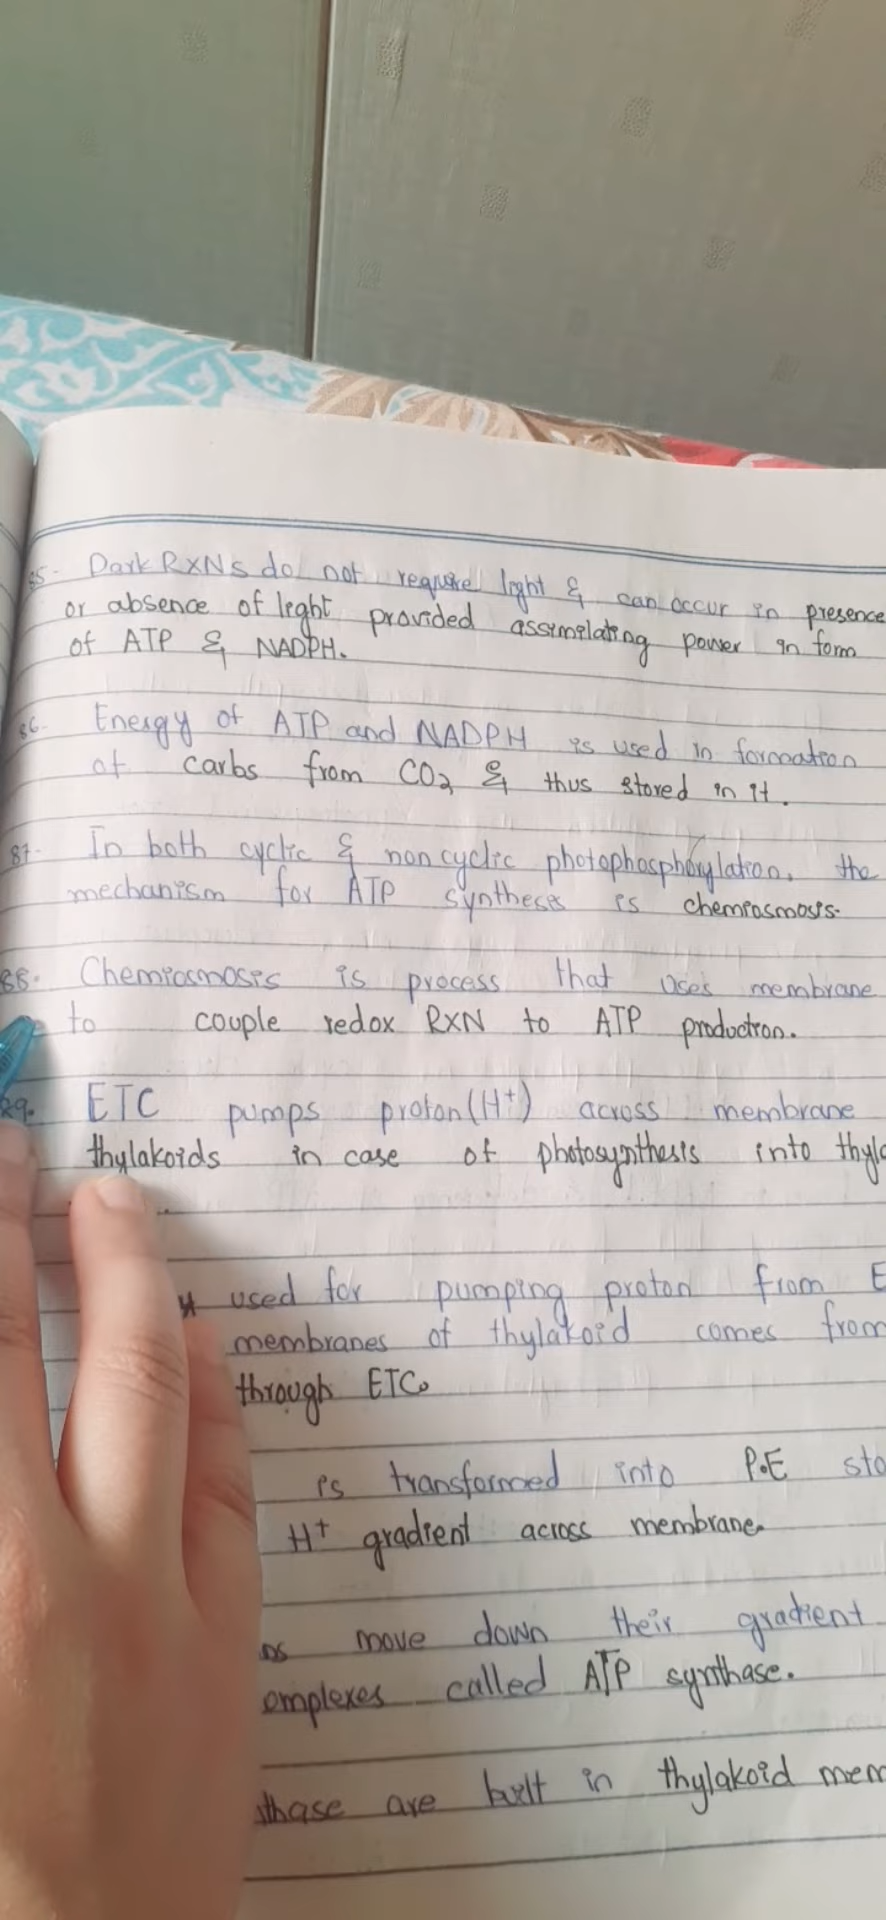 85. Dark RXNs do not require light & can occur in presence
or absence of light provided assimilating power in form
of ATP & NADPH.
86. Energy of ATP and NADPH is used in formation
of carbs from CO2 & thus stored in it.
87. In both cyclic & non cyclic photophosphorylation, the
mechanism for ATP synthesis is chemiosmosis.
88. Chemiosmosis is process that uses membrane
to couple redox RXN to ATP production.
89. ETC pumps proton (H+) across membrane
thylakoids in case of photosynthesis into thyla
used for pumping proton from E
membranes of thylakoid comes from
through ETC.
is transformed into P.E sto
H+ gradient across membrane.
ns move down their gradient
omplexes called ATP synthase.
thase are built in thylakoid mem